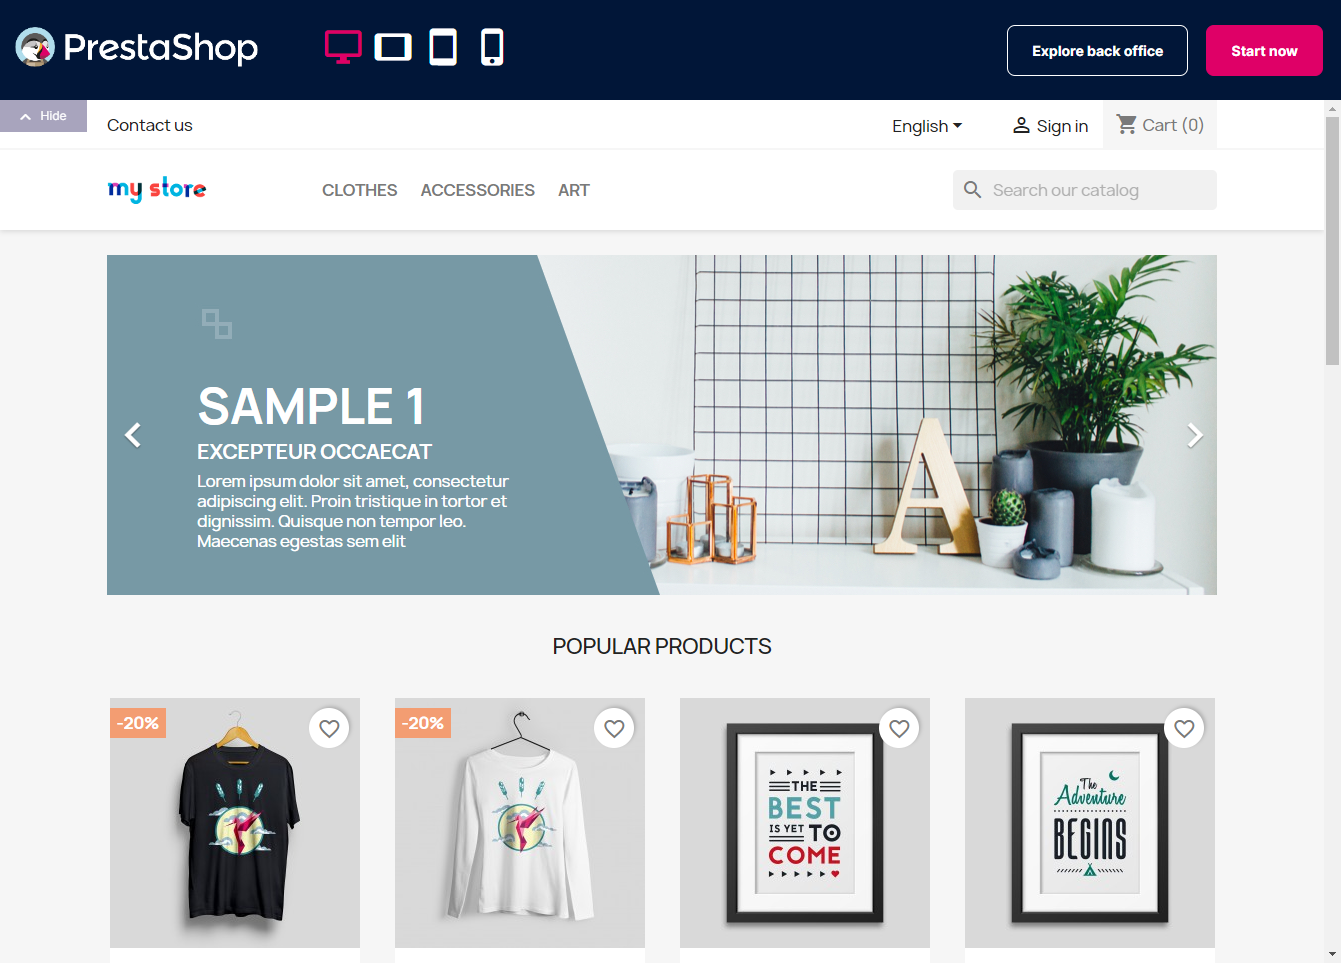 PrestaShop
Explore back office
Start now
Hide
Contact us
English
Sign in
Cart (0)
my store
CLOTHES
ACCESSORIES
ART
Search our catalog
SAMPLE 1
EXCEPTEUR OCCAECAT
Lorem ipsum dolor sit amet, consectetur
adipiscing elit. Proin tristique in tortor et
dignissim. Quisque non tempor leo.
Maecenas egestas sem elit
A
POPULAR PRODUCTS
-20%
-20%
THE
BEST
IS YET TO
COME
The
Adventure
BEGINS